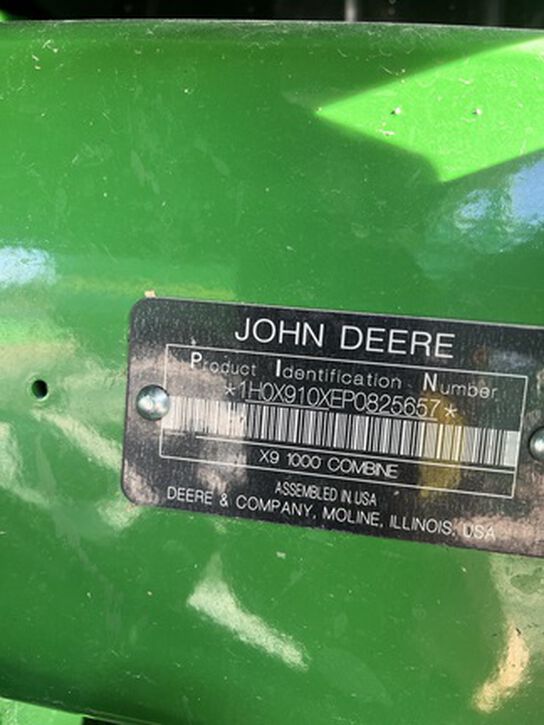 JOHN DEERE
Product Identification Number
*1H0X910XEP0825657*
X9 1000 COMBINE
ASSEMBLED IN USA
DEERE & COMPANY, MOLINE, ILLINOIS, USA